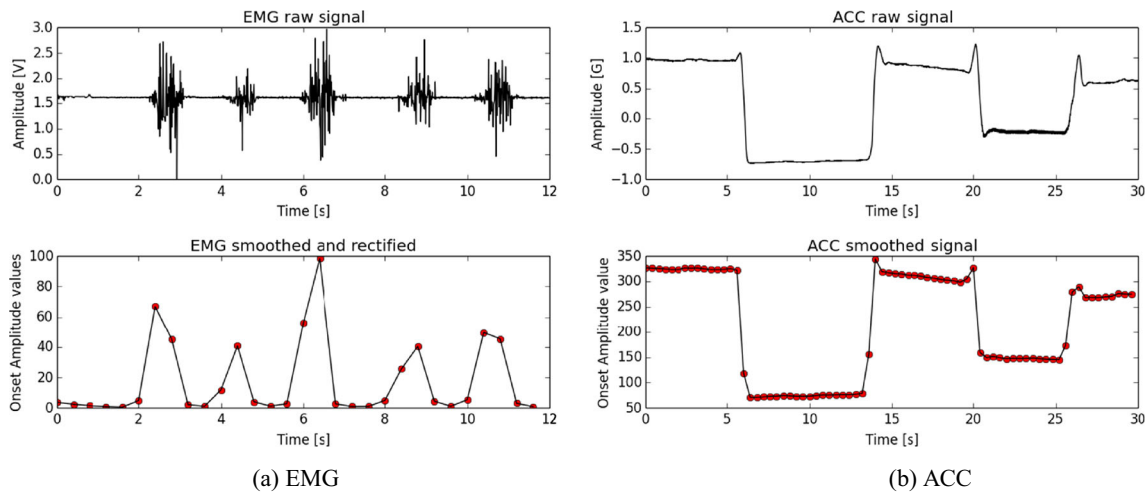 EMG raw signal
Amplitude [V]
3.0
2.5
2.0
1.5
1.0
0.5
0.0
0 2 4 6 8 10 12
Time [s]
EMG smoothed and rectified
Onset Amplitude values
100
80
60
40
20
0
0 2 4 6 8 10 12
Time [s]
(a) EMG
ACC raw signal
Amplitude [G]
1.5
1.0
0.5
0.0
−0.5
−1.0
0 5 10 15 20 25 30
Time [s]
ACC smoothed signal
Onset Amplitude value
350
300
250
200
150
100
50
0 5 10 15 20 25 30
Time [s]
(b) ACC